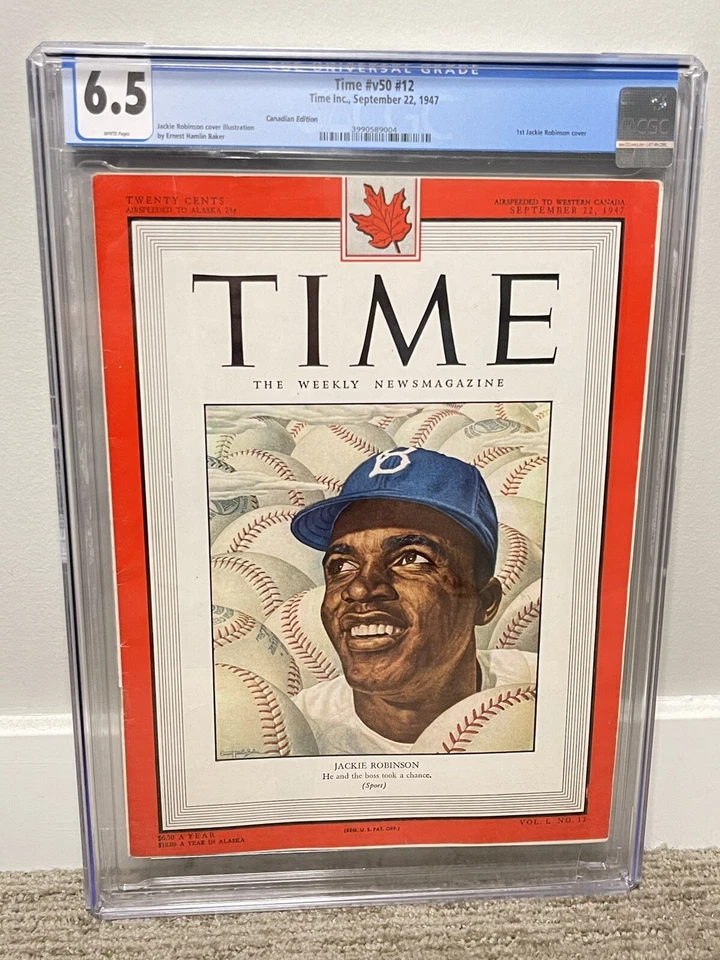 UNIVERSAL GRADE
6.5
WHITE Pages
Time #v50 #12
Time Inc., September 22, 1947
Canadian Edition
Jackie Robinson cover illustration
by Ernest Hamlin Baker
3990589004
1st Jackie Robinson cover
CGC
TWENTY CENTS
AIRSPEEDED TO ALASKA 25¢
AIRSPEEDED TO WESTERN CANADA
SEPTEMBER 22, 1947
TIME
THE WEEKLY NEWSMAGAZINE
B
JACKIE ROBINSON
He and the boss took a chance.
(Sport)
$6.50 A YEAR
$10.00 A YEAR IN ALASKA
(REG. U.S. PAT. OFF.)
VOL. L NO. 12